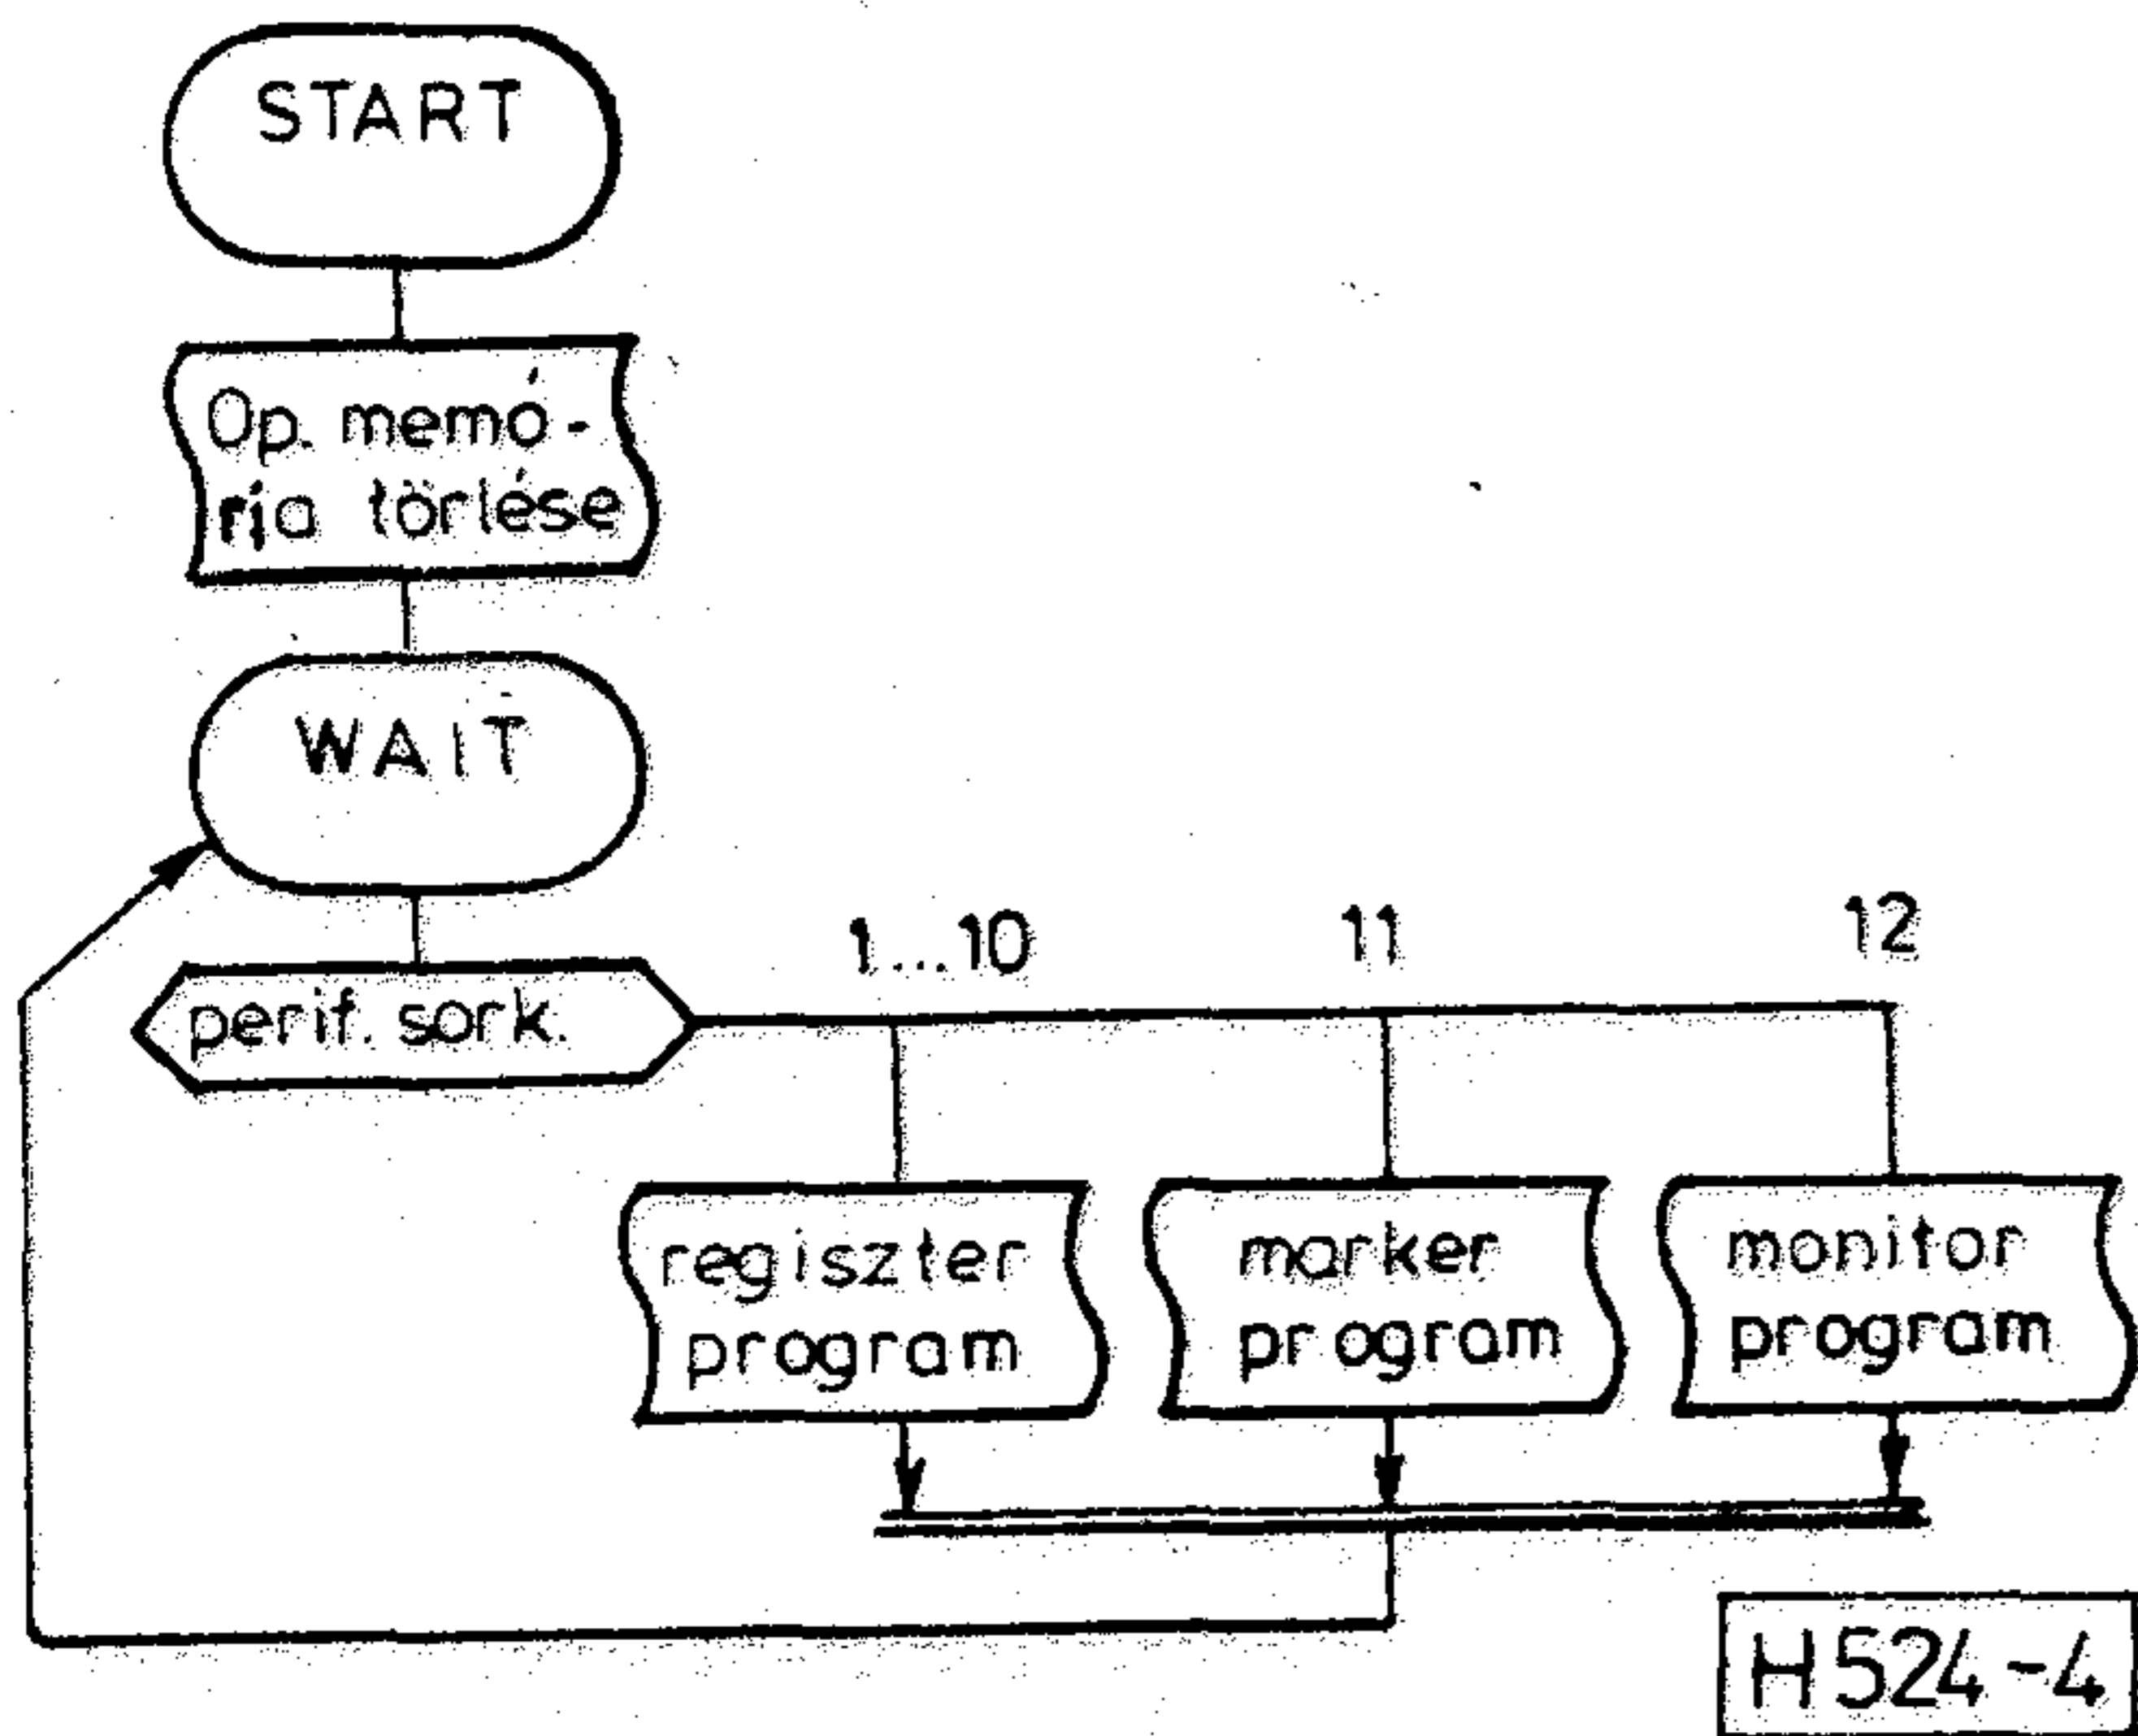 START
Op. memó-
ria törlése
WAIT
perif. sork.
1...10
11
12
regiszter
program
marker
program
monitor
program
H524-4